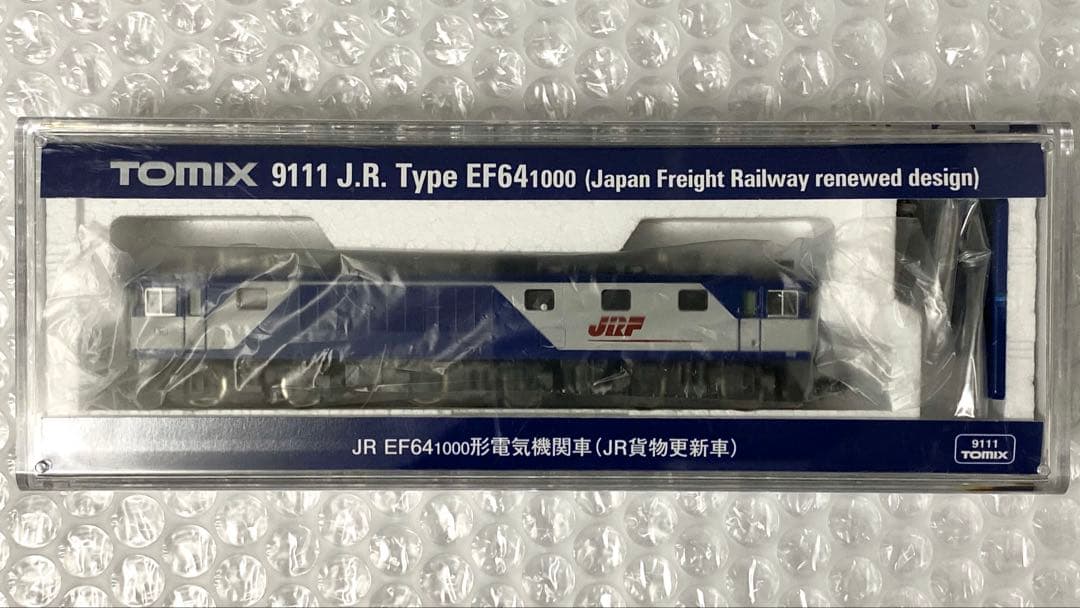 TOMIX 9111 J.R. Type EF641000 (Japan Freight Railway renewed design)
JRF
JR EF641000形電気機関車(JR貨物更新車)
9111
TOMIX